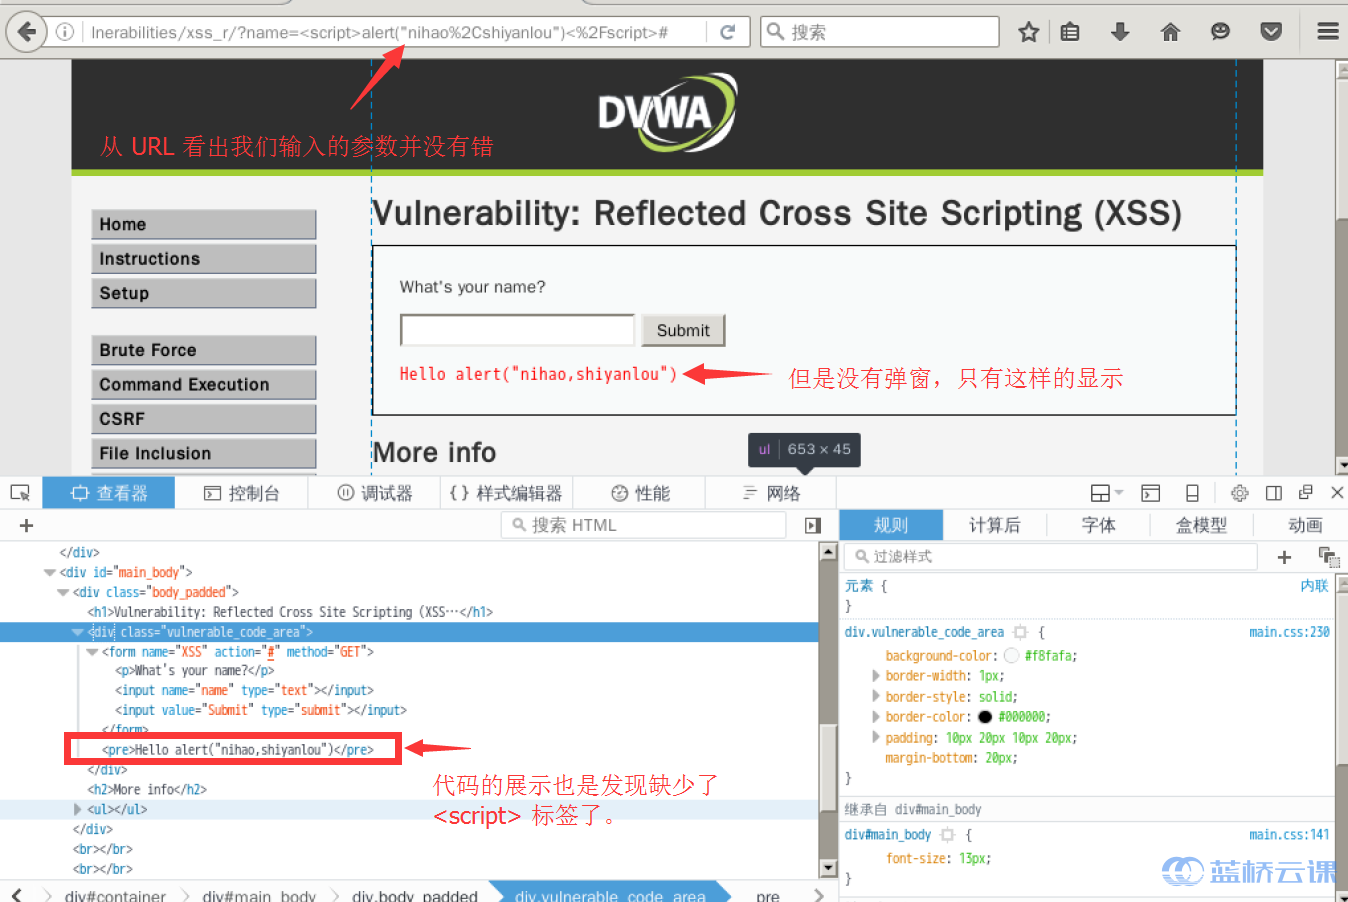 lnerabilities/xss_r/?name=<script>alert("nihao%2Cshiyanlou")<%2Fscript>#
搜索
从 URL 看出我们输入的参数并没有错
DVWA
Vulnerability: Reflected Cross Site Scripting (XSS)
Home
Instructions
Setup
Brute Force
Command Execution
CSRF
File Inclusion
What's your name?
Submit
Hello alert("nihao,shiyanlou")
但是没有弹窗，只有这样的显示
More info
ul 653 × 45
查看器 控制台 调试器 {} 样式编辑器 性能 网络
+ 搜索 HTML
</div>
<div id="main_body">
<div class="body_padded">
<h1>Vulnerability: Reflected Cross Site Scripting (XSS…</h1>
<div class="vulnerable_code_area">
<form name="XSS" action="#" method="GET">
<p>What's your name?</p>
<input name="name" type="text"></input>
<input value="Submit" type="submit"></input>
</form>
<pre>Hello alert("nihao,shiyanlou")</pre>
</div>
<h2>More info</h2>
<ul></ul>
</div>
<br></br>
<br></br>
代码的展示也是发现缺少了
<script> 标签了。
div#container div#main_body div.body_padded div.vulnerable_code_area pre
规则 计算后 字体 盒模型 动画
过滤样式 +
元素 { 内联
}
div.vulnerable_code_area { main.css:230
background-color: #f8fafa;
border-width: 1px;
border-style: solid;
border-color: #000000;
padding: 10px 20px 10px 20px;
margin-bottom: 20px;
}
继承自 div#main_body
div#main_body { main.css:141
font-size: 13px;
}
蓝桥云课